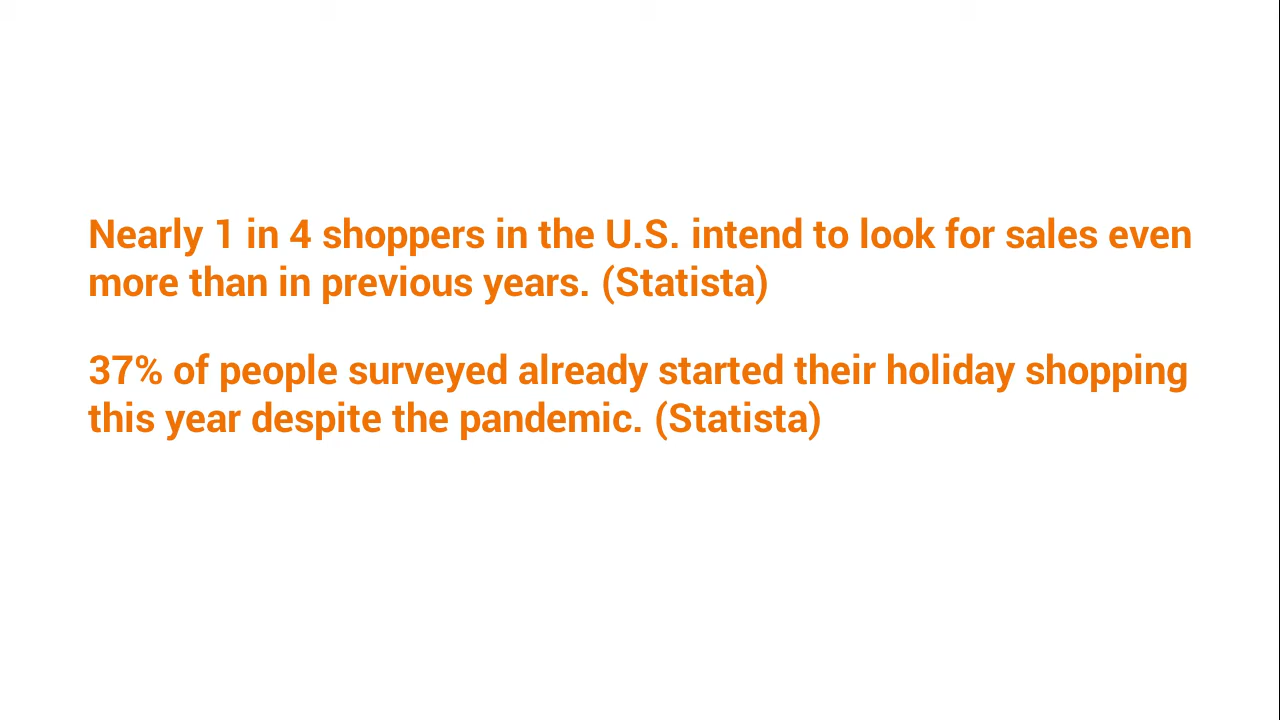 Nearly 1 in 4 shoppers in the U.S. intend to look for sales even
more than in previous years. (Statista)
37% of people surveyed already started their holiday shopping
this year despite the pandemic. (Statista)